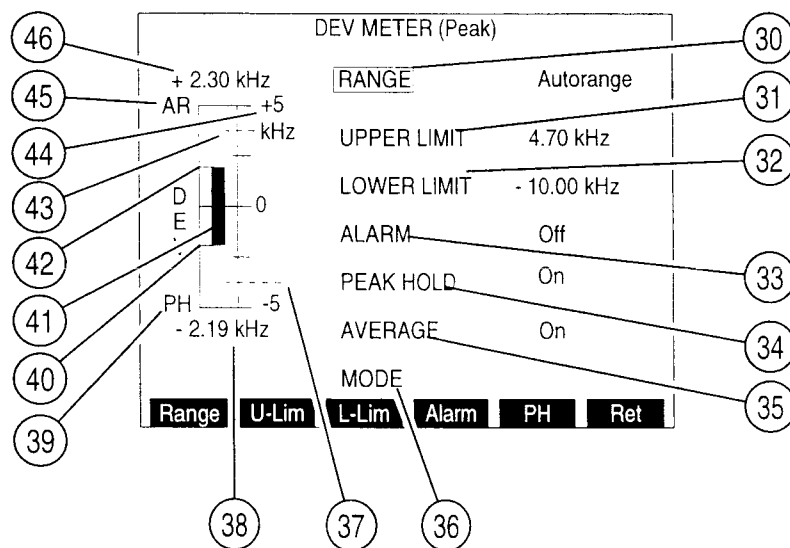 DEV METER (Peak)
46
+ 2.30 kHz
30
RANGE Autorange
45
AR +5
kHz
31
UPPER LIMIT 4.70 kHz
44
32
LOWER LIMIT - 10.00 kHz
43
D
0
E
42
ALARM Off
33
41
PEAK HOLD On
PH -5
34
- 2.19 kHz
AVERAGE On
40
35
MODE
39
Range U-Lim L-Lim Alarm PH Ret
38
37
36